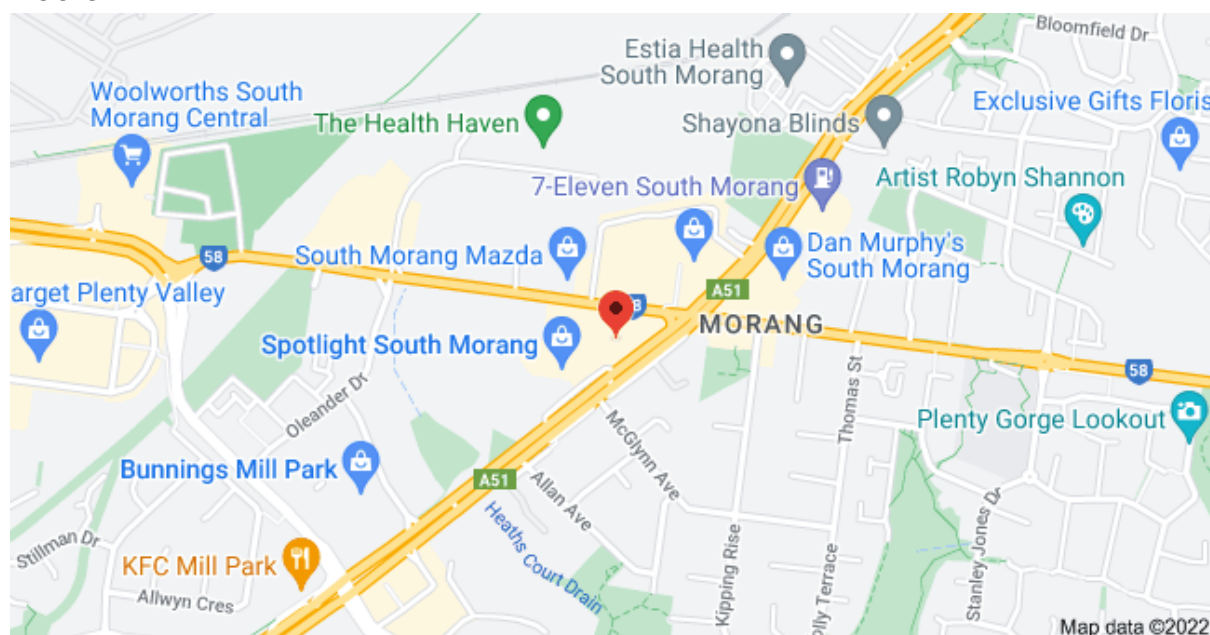 Bloomfield Dr
Estia Health
South Morang
Woolworths South
Morang Central
The Health Haven
Shayona Blinds
Exclusive Gifts Floris
7-Eleven South Morang
Artist Robyn Shannon
58
South Morang Mazda
Dan Murphy's
South Morang
arget Plenty Valley
A51
8
MORANG
Spotlight South Morang
58
Oleander Dr
Thomas St
McGlynn Ave
Plenty Gorge Lookout
Bunnings Mill Park
A51
Allan Ave
Heaths Court Drain
Stillman Dr
KFC Mill Park
Allwyn Cres
Kipping Rise
olly Terrace
Stanley Jones Dr
Map data ©2022